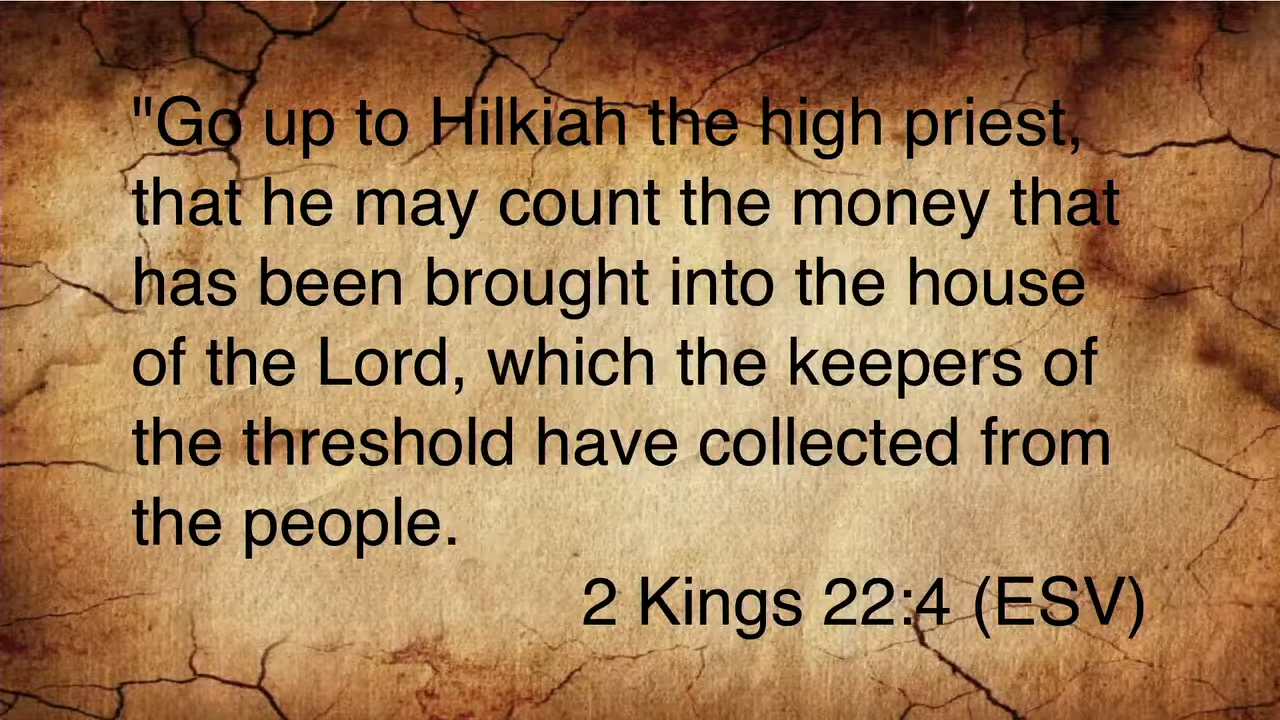 "Go up to Hilkiah the high priest,
that he may count the money that
has been brought into the house
of the Lord, which the keepers of
the threshold have collected from
the people.
2 Kings 22:4 (ESV)